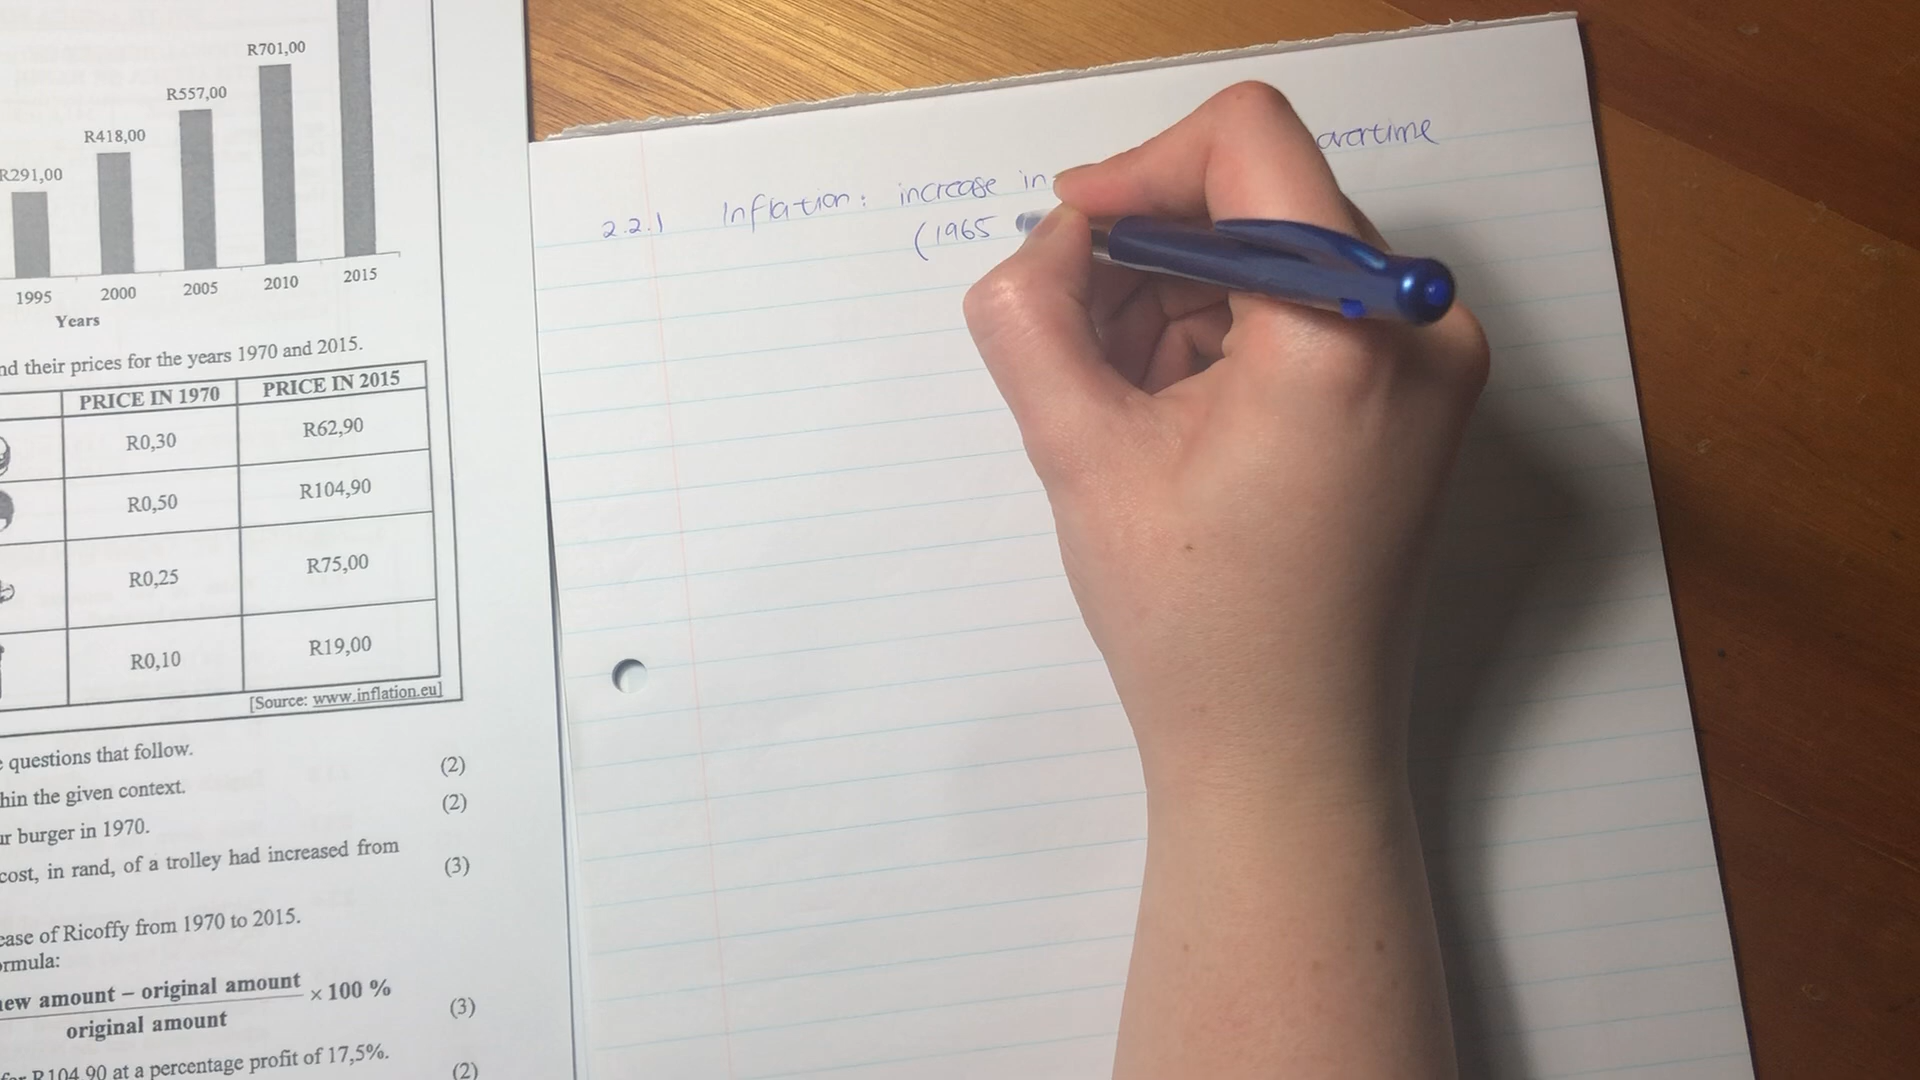 R701,00
R557,00
R418,00
R291,00
1995 2000 2005 2010 2015
Years
their prices for the years 1970 and 2015.
PRICE IN 1970 PRICE IN 2015
R0,30 R62,90
R0,50 R104,90
R0,25 R75,00
R0,10 R19,00
[Source: www.inflation.eu]
questions that follow. (2)
the given context. (2)
burger in 1970.
cost, in rand, of a trolley had increased from (3)
of Ricoffy from 1970 to 2015.
amount – original amount × 100 %
original amount (3)
R104,90 at a percentage profit of 17,5%. (2)
overtime
2.2.1 Inflation: increase in
(1965